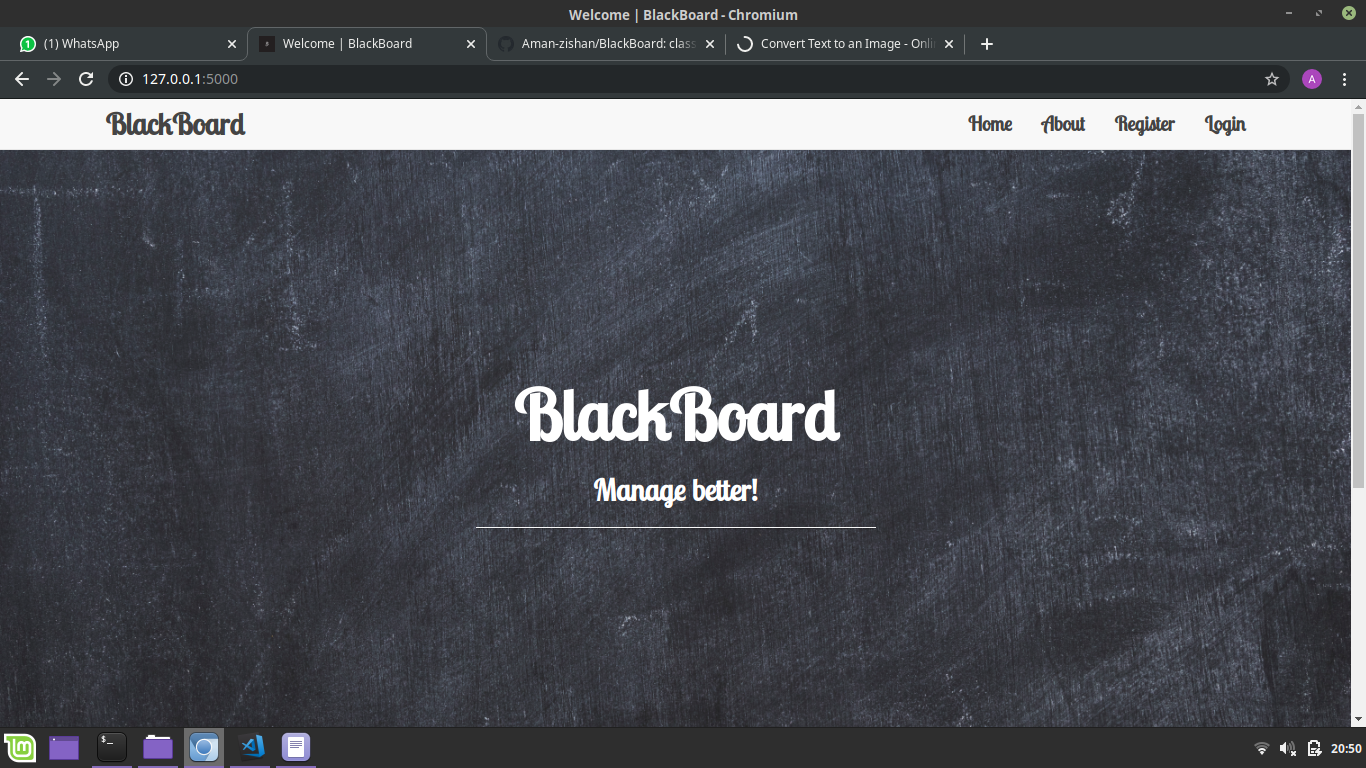 Welcome | BlackBoard - Chromium
(1) WhatsApp
Welcome | BlackBoard
Aman-zishan/BlackBoard: class
Convert Text to an Image - Onli
127.0.0.1:5000
A
BlackBoard
Home About Register Login
BlackBoard
Manage better!
$_
20:50